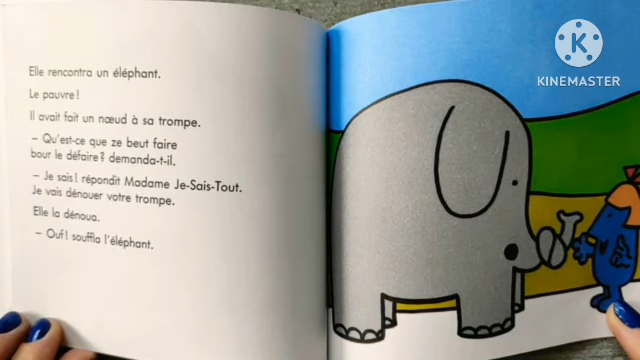 Elle rencontra un éléphant.
Le pauvre !
Il avait fait un nœud à sa trompe.
– Qu'est-ce que ze beut faire
bour le défaire ? demanda-t-il.
– Je sais ! répondit Madame Je-Sais-Tout.
Je vais dénouer votre trompe.
Elle la dénoua.
– Ouf ! souffla l'éléphant.
K
KINEMASTER